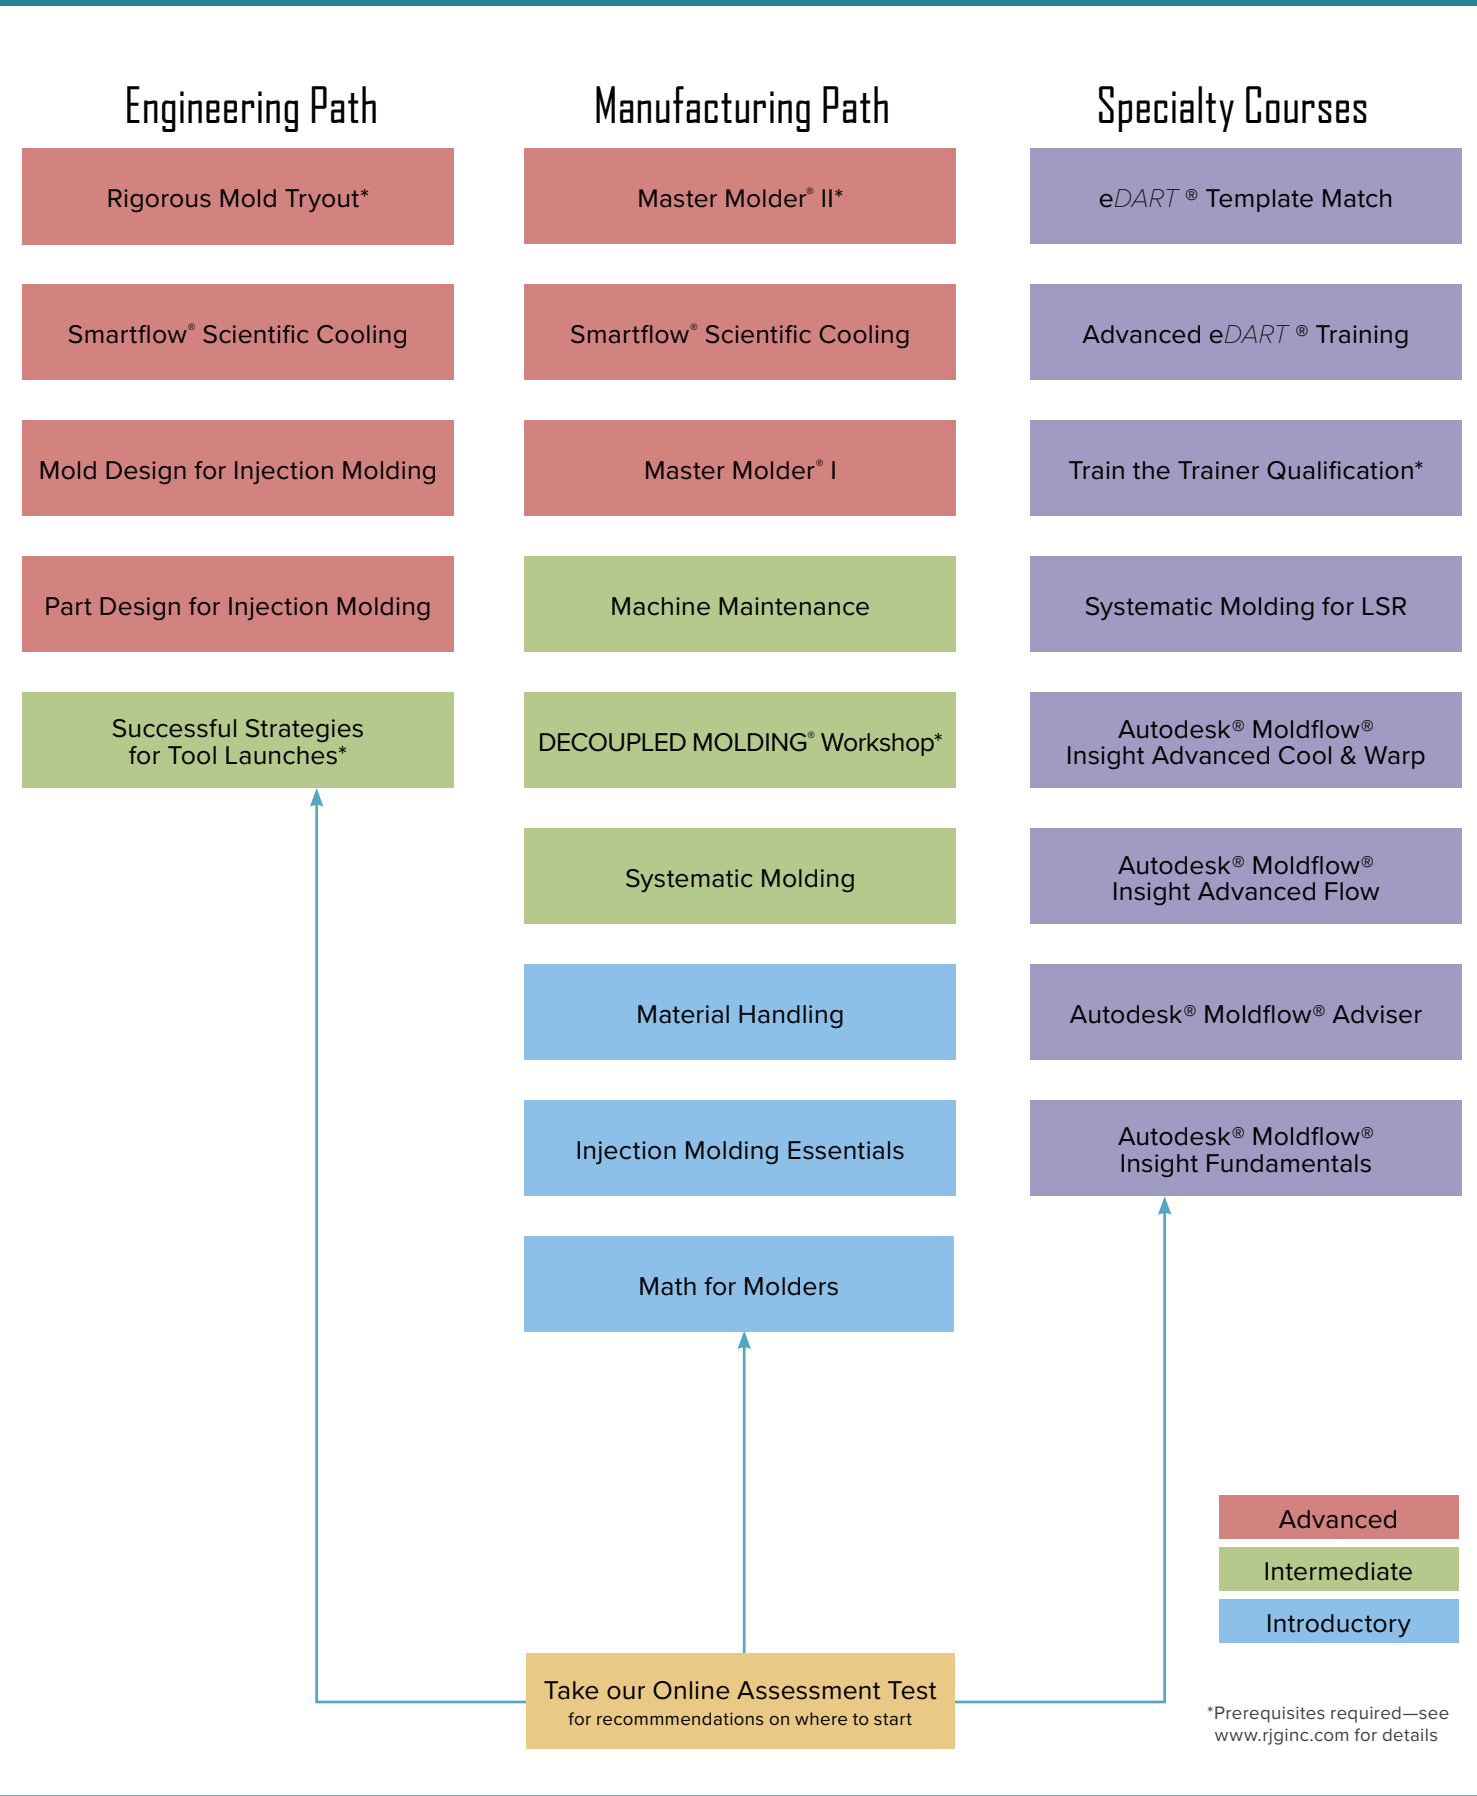 Engineering Path
Rigorous Mold Tryout*
Smartflow® Scientific Cooling
Mold Design for Injection Molding
Part Design for Injection Molding
Successful Strategies
for Tool Launches*
Manufacturing Path
Master Molder® II*
Smartflow® Scientific Cooling
Master Molder® I
Machine Maintenance
DECOUPLED MOLDING® Workshop*
Systematic Molding
Material Handling
Injection Molding Essentials
Math for Molders
Specialty Courses
eDART ® Template Match
Advanced eDART ® Training
Train the Trainer Qualification*
Systematic Molding for LSR
Autodesk® Moldflow®
Insight Advanced Cool & Warp
Autodesk® Moldflow®
Insight Advanced Flow
Autodesk® Moldflow® Adviser
Autodesk® Moldflow®
Insight Fundamentals
Take our Online Assessment Test
for recommmendations on where to start
Advanced
Intermediate
Introductory
*Prerequisites required—see
www.rjginc.com for details